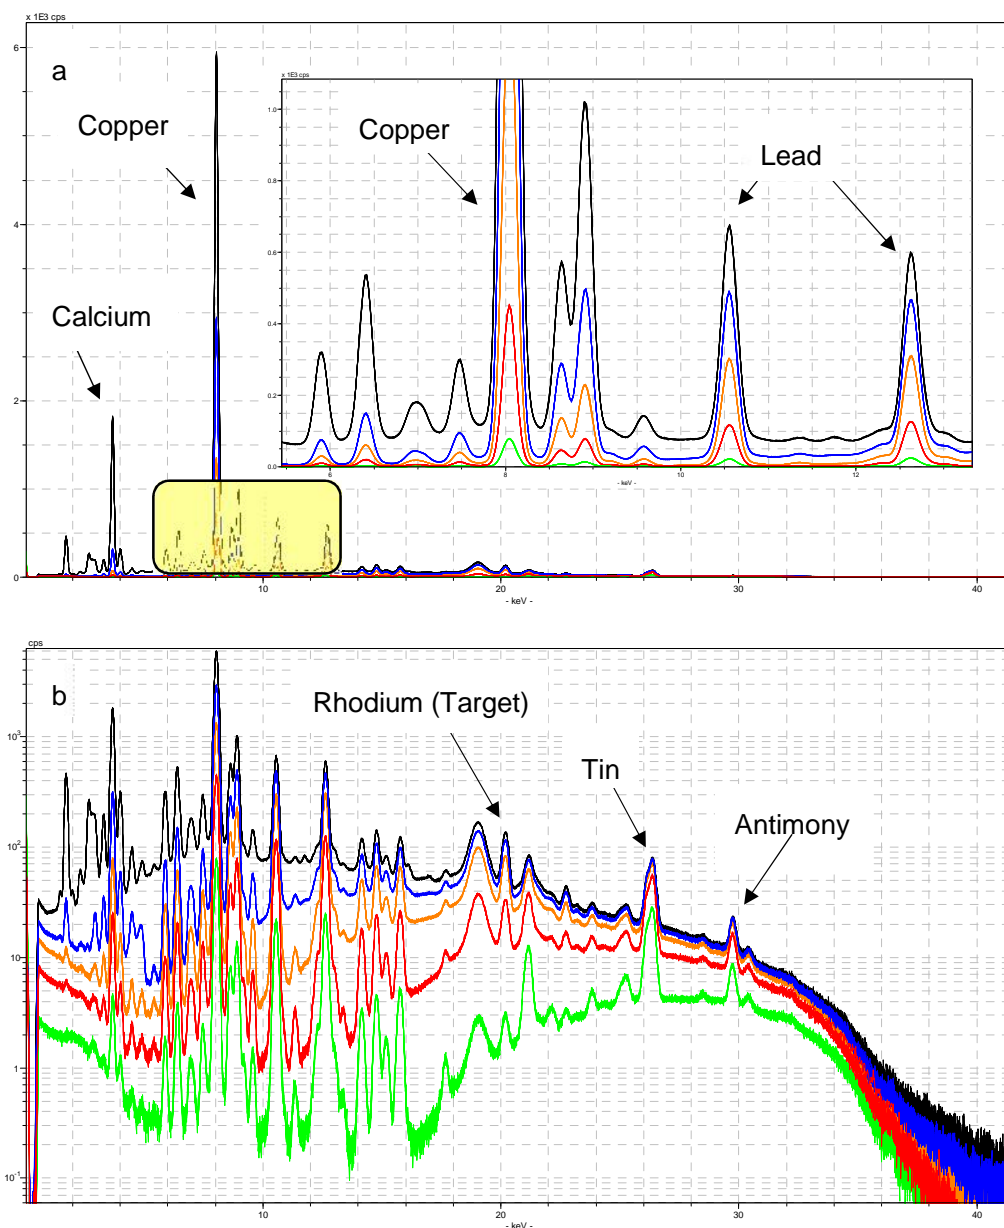 x 1E3 cps
a
6
4
2
0
Copper
Calcium
x 1E3 cps
1.0
0.8
0.6
0.4
0.2
0.0
Copper
Lead
6
8
10
12
- keV -
10
20
30
40
- keV -
cps
b
10³
10²
10
1
10⁻¹
Rhodium (Target)
Tin
Antimony
10
20
30
40
- keV -